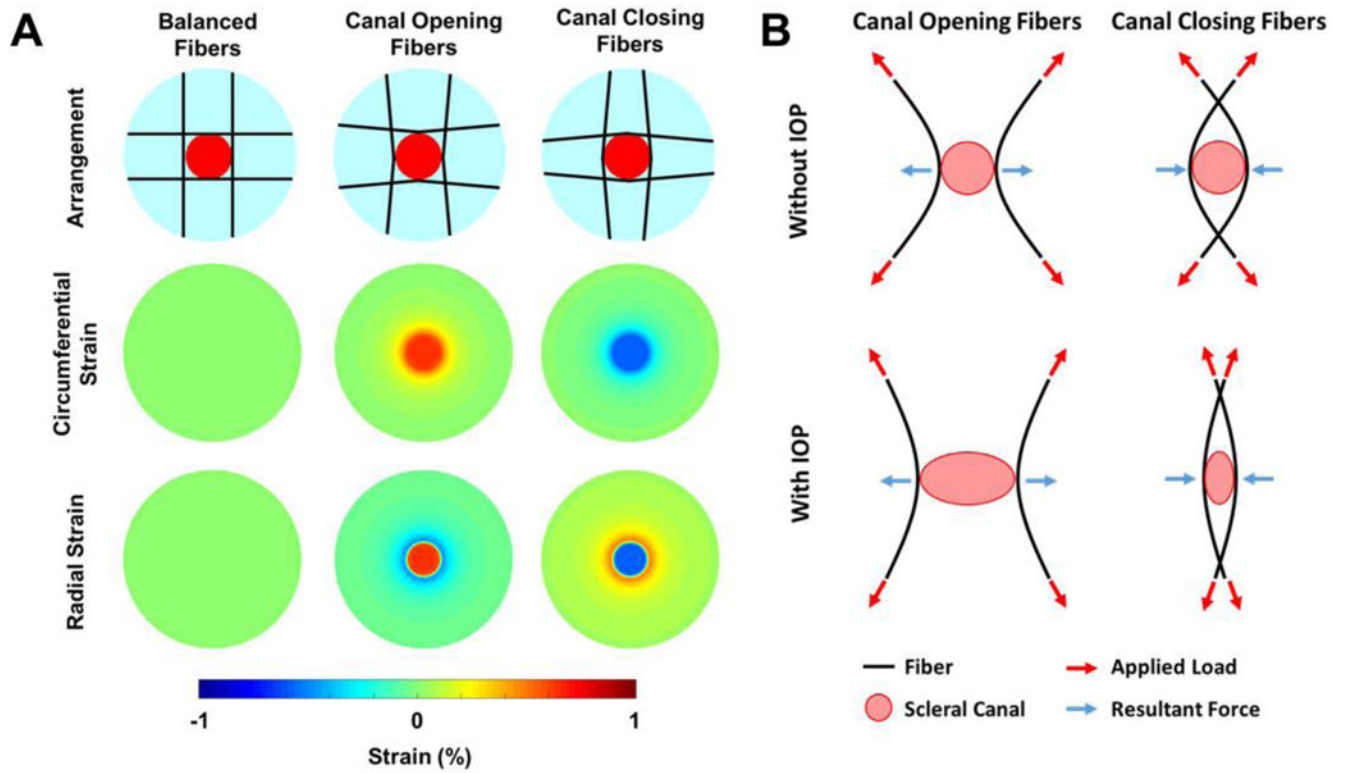 A
Balanced
Fibers
Canal Opening
Fibers
Canal Closing
Fibers
Arrangement
Circumferential
Strain
Radial Strain
-1
0
1
Strain (%)
B
Canal Opening Fibers
Canal Closing Fibers
Without IOP
With IOP
Fiber
Applied Load
Scleral Canal
Resultant Force